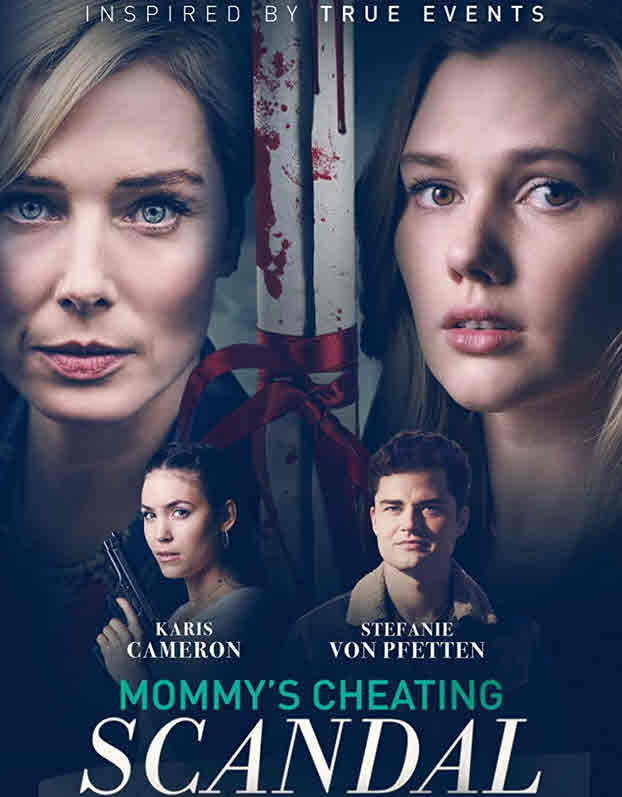 INSPIRED BY TRUE EVENTS
KARIS
CAMERON
STEFANIE
VON PFETTEN
MOMMY'S CHEATING
SCANDAL